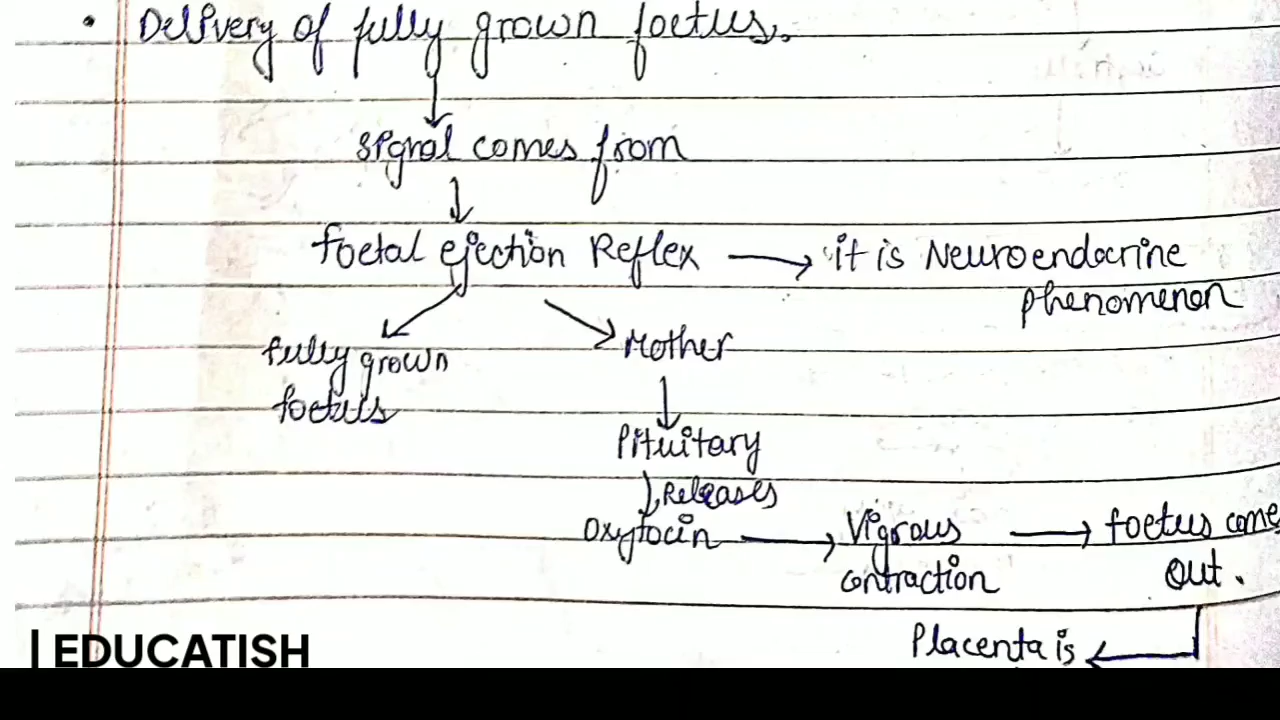 • Delivery of fully grown foetus.
Signal comes from
foetal ejection Reflex → it is Neuroendocrine
phenomenon
fully grown
foetus
Mother
Pituitary
Releases
Oxytocin → Vigrous → foetus come
contraction
out.
Placenta is
| EDUCATISH